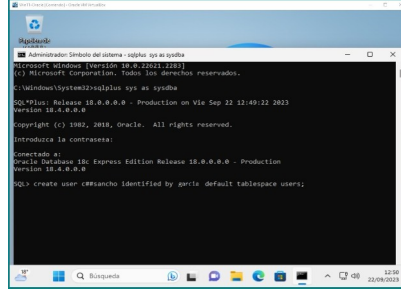 Administrador: Símbolo del sistema - sqlplus sys as sysdba
Microsoft Windows [Versión 10.0.22621.2283]
(c) Microsoft Corporation. Todos los derechos reservados.
C:\Windows\System32>sqlplus sys as sysdba
SQL*Plus: Release 18.0.0.0.0 - Production on Vie Sep 22 12:49:22 2023
Version 18.4.0.0.0
Copyright (c) 1982, 2018, Oracle. All rights reserved.
Introduzca la contraseña:
Conectado a:
Oracle Database 18c Express Edition Release 18.0.0.0.0 - Production
Version 18.4.0.0.0
SQL> create user c##sancho identified by garcia default tablespace users;
18°
Búsqueda
12:50
22/09/2023